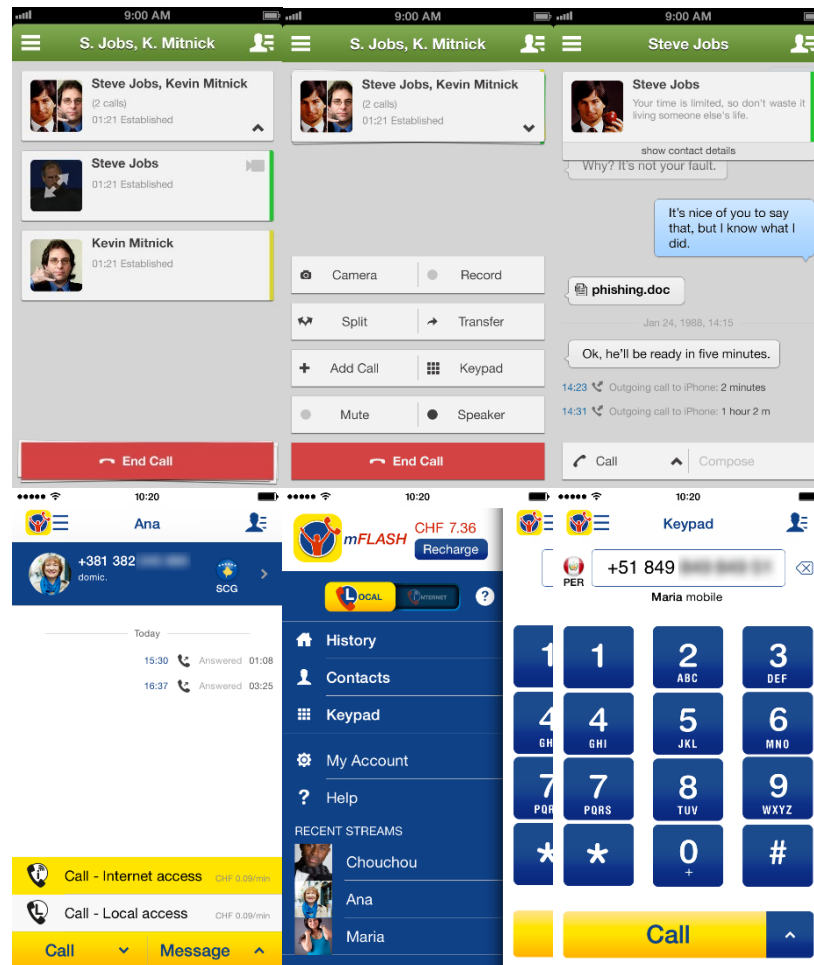 9:00 AM
S. Jobs, K. Mitnick
Steve Jobs, Kevin Mitnick
(2 calls)
01:21 Established
Steve Jobs
01:21 Established
Kevin Mitnick
01:21 Established
End Call
9:00 AM
S. Jobs, K. Mitnick
Steve Jobs, Kevin Mitnick
(2 calls)
01:21 Established
Camera
Record
Split
Transfer
Add Call
Keypad
Mute
Speaker
End Call
9:00 AM
Steve Jobs
Steve Jobs
Your time is limited, so don't waste it
living someone else's life.
show contact details
Why? It's not your fault.
It's nice of you to say
that, but I know what I
did.
phishing.doc
Jan 24, 1988, 14:15
Ok, he'll be ready in five minutes.
14:23 Outgoing call to iPhone: 2 minutes
14:31 Outgoing call to iPhone: 1 hour 2 m
Call
Compose
10:20
Ana
+381 382
domic.
SCG
Today
15:30 Answered 01:08
16:37 Answered 03:25
Call - Internet access CHF 0.09/min
Call - Local access CHF 0.09/min
Call
Message
10:20
mFLASH
CHF 7.36
Recharge
LOCAL
INTERNET
?
History
Contacts
Keypad
My Account
? Help
RECENT STREAMS
Chouchou
Ana
Maria
1
4
GH
7
PQR
*
10:20
Keypad
PER
+51 849
Maria mobile
1
2
ABC
3
DEF
4
GHI
5
JKL
6
MNO
7
PQRS
8
TUV
9
WXYZ
*
0
+
#
Call